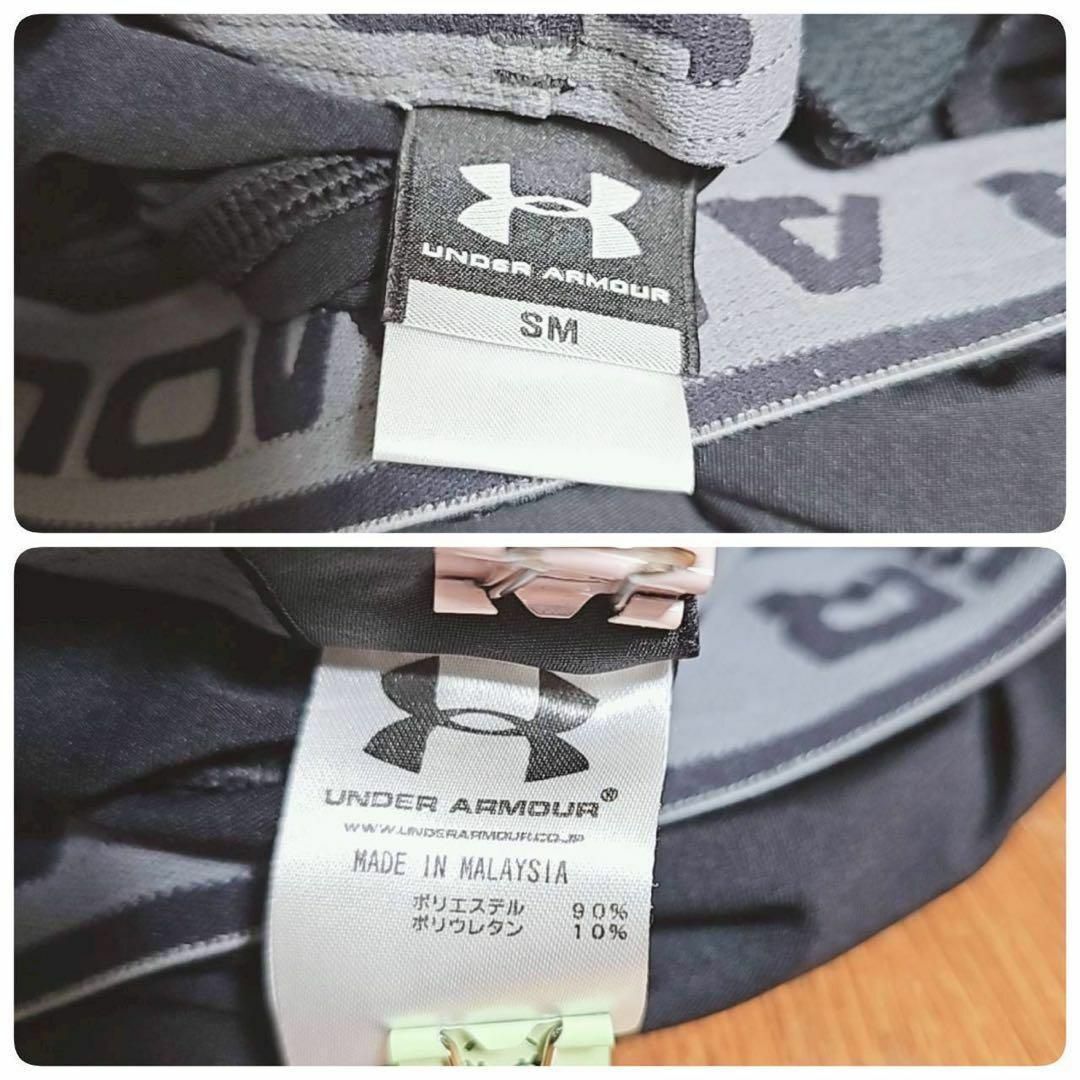 UNDER ARMOUR
SM
UNDER ARMOUR®
WWW.UNDERARMOUR.CO.JP
MADE IN MALAYSIA
ポリエステル 90%
ポリウレタン 10%